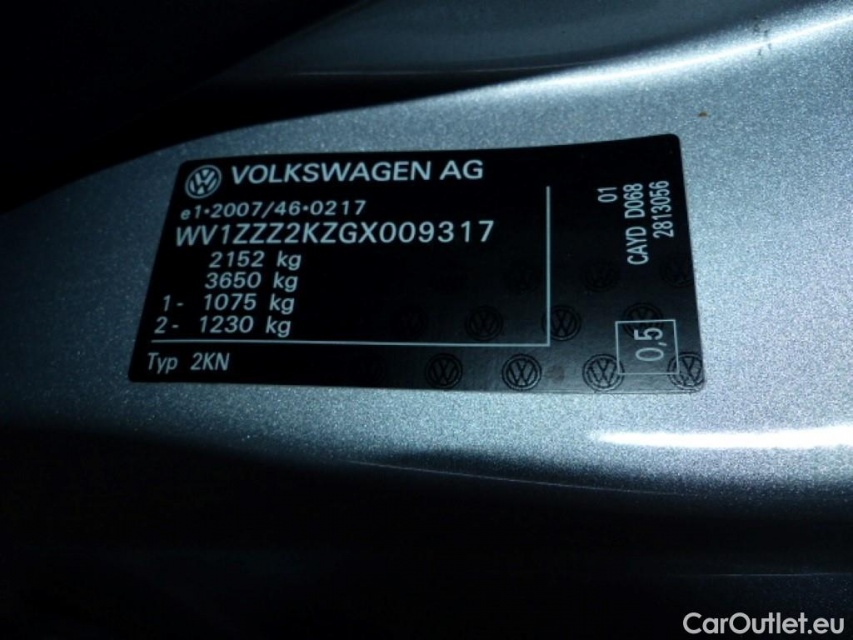 VOLKSWAGEN AG
e1*2007/46*0217
WV1ZZZ2KZGX009317
2152 kg
3650 kg
1- 1075 kg
2- 1230 kg
Typ 2KN
01
CAYD D068
2813056
0,5
CarOutlet.eu